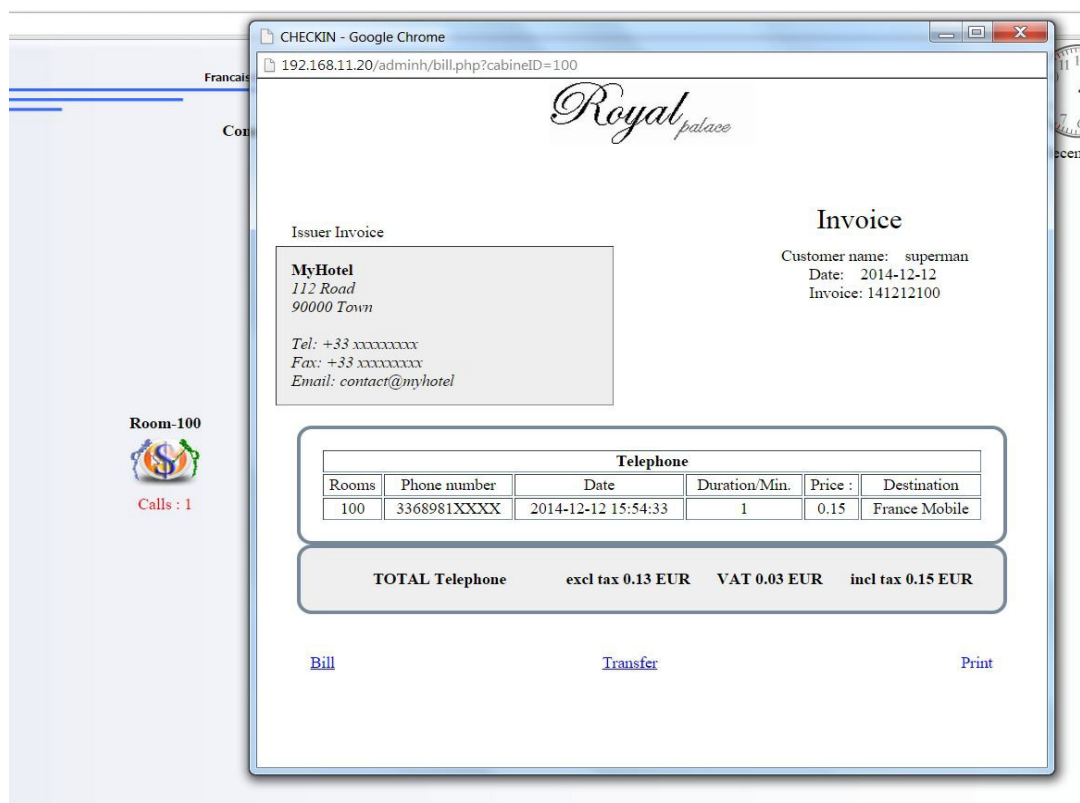 CHECKIN - Google Chrome
192.168.11.20/adminh/bill.php?cabineID=100
Francais
Royal palace
Invoice
Issuer Invoice
Customer name: superman
Date: 2014-12-12
Invoice: 141212100
MyHotel
112 Road
90000 Town
Tel: +33 xxxxxxxxx
Fax: +33 xxxxxxxxx
Email: contact@myhotel
Room-100
Calls : 1
Telephone
Rooms Phone number Date Duration/Min. Price : Destination
100 3368981XXXX 2014-12-12 15:54:33 1 0.15 France Mobile
TOTAL Telephone excl tax 0.13 EUR VAT 0.03 EUR incl tax 0.15 EUR
Bill Transfer Print